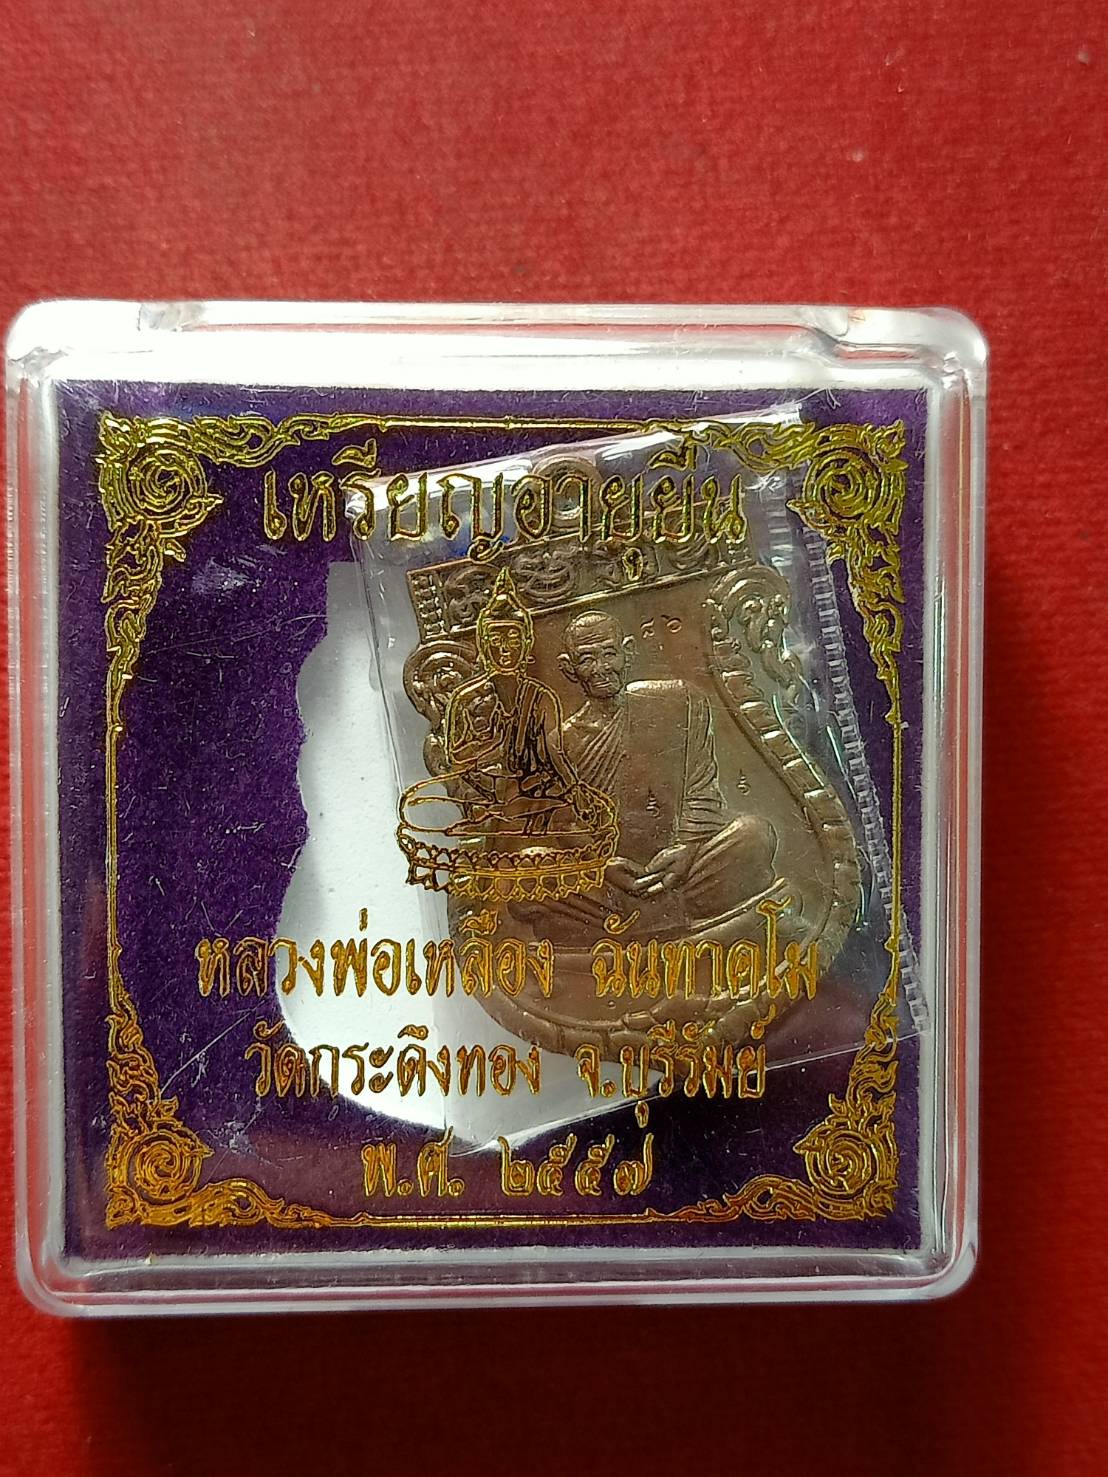 เหรียญอายุยืน
๘๖
หลวงพ่อเหลือง ฉันทาคโม
วัดกระดึงทอง จ.บุรีรัมย์
พ.ศ. ๒๕๕๗